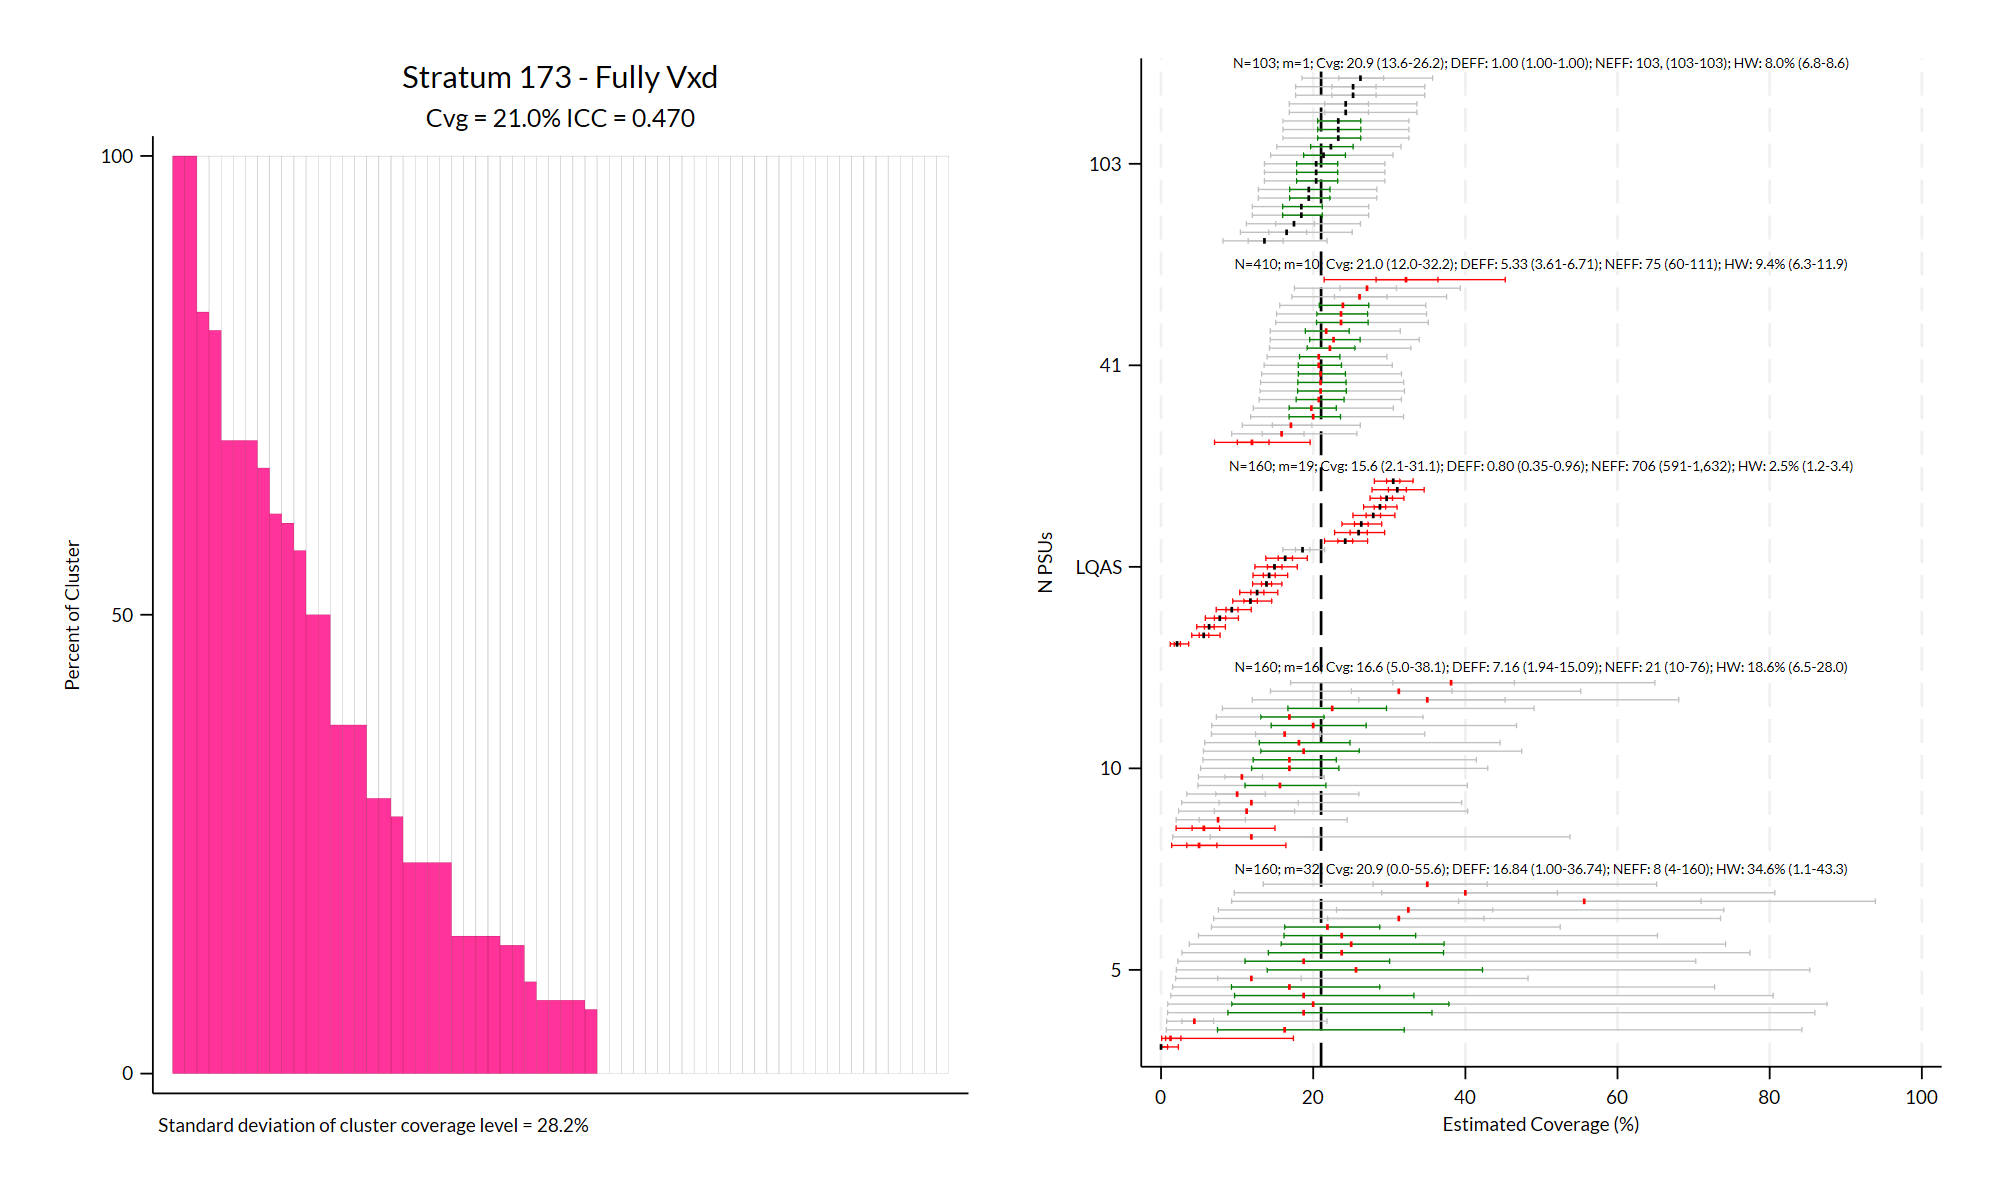 Stratum 173 - Fully Vxd
Cvg = 21.0% ICC = 0.470
100
50
0
Percent of Cluster
Standard deviation of cluster coverage level = 28.2%
N=103; m=1; Cvg: 20.9 (13.6-26.2); DEFF: 1.00 (1.00-1.00); NEFF: 103, (103-103); HW: 8.0% (6.8-8.6)
103
N=410; m=10; Cvg: 21.0 (12.0-32.2); DEFF: 5.33 (3.61-6.71); NEFF: 75 (60-111); HW: 9.4% (6.3-11.9)
41
N=160; m=19; Cvg: 15.6 (2.1-31.1); DEFF: 0.80 (0.35-0.96); NEFF: 706 (591-1,632); HW: 2.5% (1.2-3.4)
LQAS
N=160; m=16; Cvg: 16.6 (5.0-38.1); DEFF: 7.16 (1.94-15.09); NEFF: 21 (10-76); HW: 18.6% (6.5-28.0)
10
N=160; m=32; Cvg: 20.9 (0.0-55.6); DEFF: 16.84 (1.00-36.74); NEFF: 8 (4-160); HW: 34.6% (1.1-43.3)
5
N PSUs
0 20 40 60 80 100
Estimated Coverage (%)